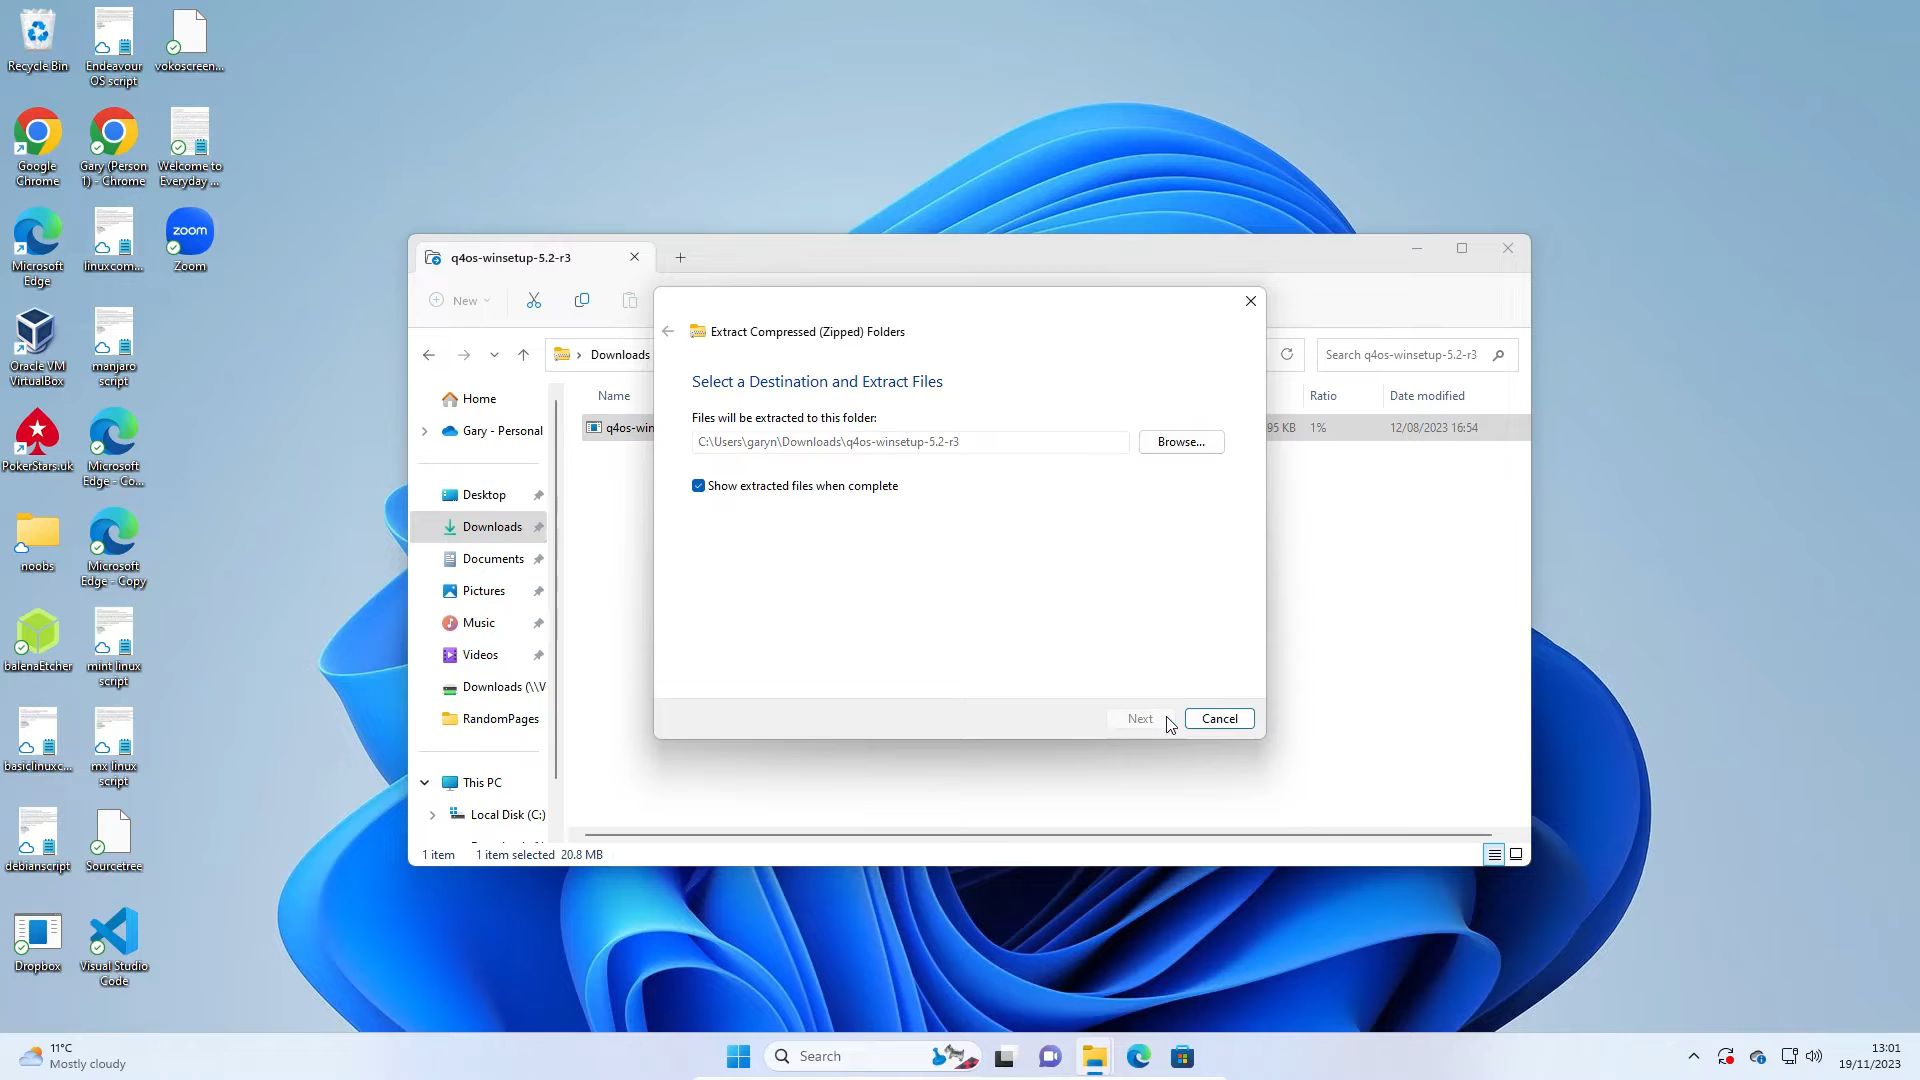 Recycle Bin
Endeavour
OS script
vokoscreen...
Google
Chrome
Gary (Person
1) - Chrome
Welcome to
Everyday ...
Microsoft
Edge
linuxcom...
zoom
Zoom
Oracle VM
VirtualBox
manjaro
script
PokerStars.uk
Microsoft
Edge - Co...
noobs
Microsoft
Edge - Copy
balenaEtcher
mint linux
script
basiclinuxc...
mx linux
script
debianscript
Sourcetree
Dropbox
Visual Studio
Code
q4os-winsetup-5.2-r3
New
Downloads
Search q4os-winsetup-5.2-r3
Name
Ratio
Date modified
q4os-win
95 KB
1%
12/08/2023 16:54
Home
Gary - Personal
Desktop
Downloads
Documents
Pictures
Music
Videos
Downloads (\\V
RandomPages
This PC
Local Disk (C:)
1 item
1 item selected 20.8 MB
Extract Compressed (Zipped) Folders
Select a Destination and Extract Files
Files will be extracted to this folder:
C:\Users\garyn\Downloads\q4os-winsetup-5.2-r3
Browse...
Show extracted files when complete
Next
Cancel
11°C
Mostly cloudy
Search
13:01
19/11/2023